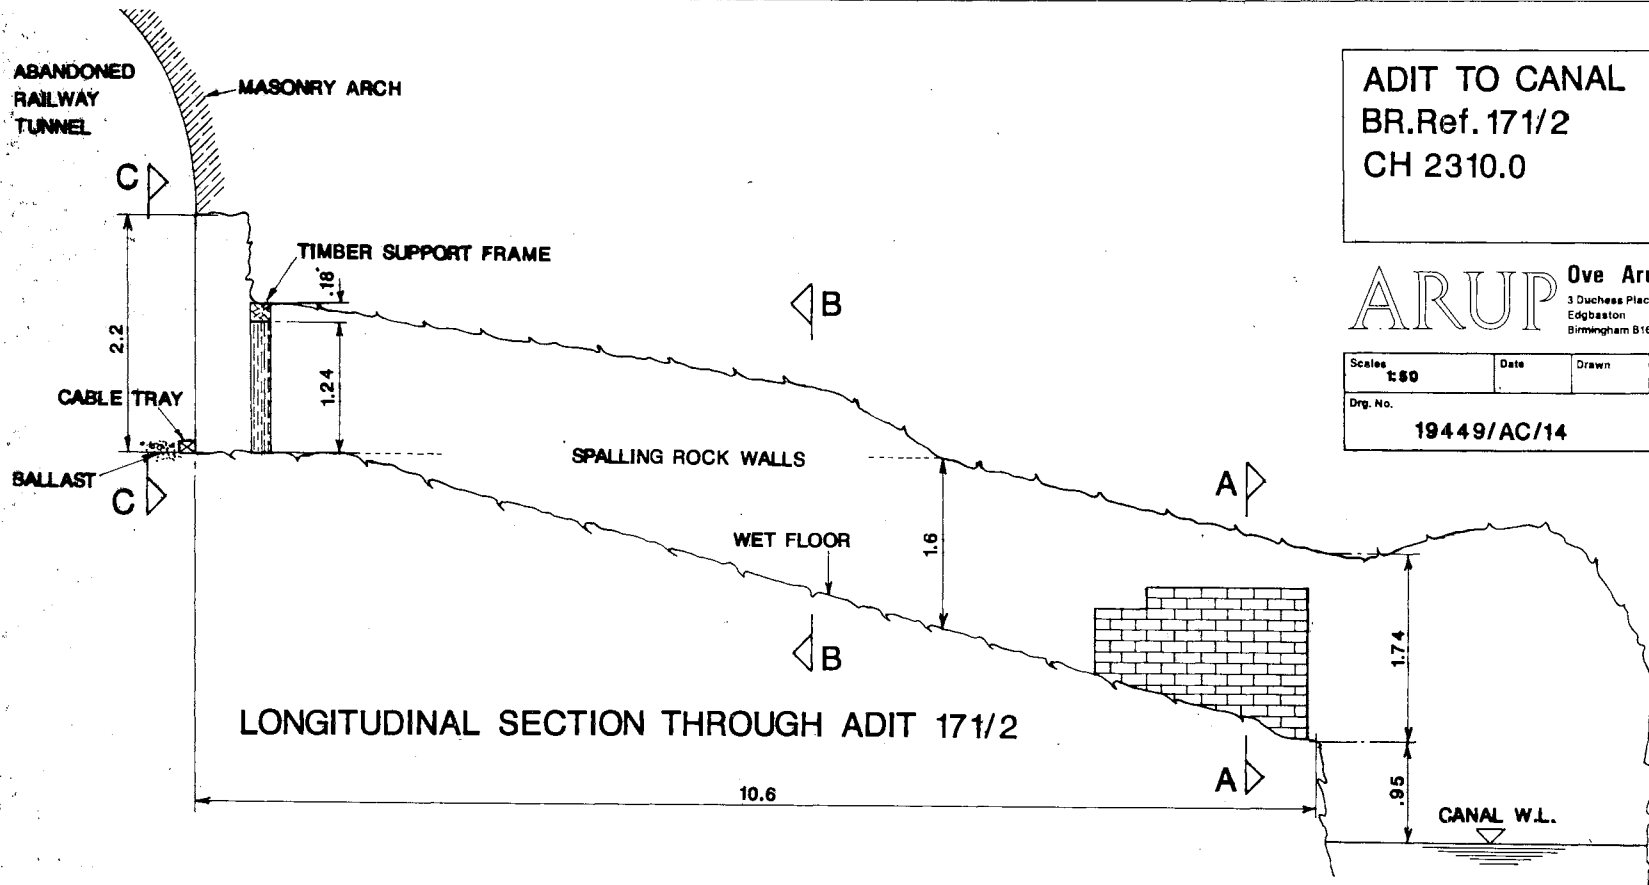 ABANDONED
RAILWAY
TUNNEL
MASONRY ARCH
C
TIMBER SUPPORT FRAME
.18
2.2
1.24
CABLE TRAY
BALLAST
C
B
SPALLING ROCK WALLS
WET FLOOR
1.6
B
A
1.74
A
.95
CANAL W.L.
10.6
LONGITUDINAL SECTION THROUGH ADIT 171/2
ADIT TO CANAL
BR.Ref.171/2
CH 2310.0
ARUP
Ove
3 Duchess
Edgbaston
Birmingham
Scales
1:50
Date
Drawn
Drg. No.
19449/AC/14